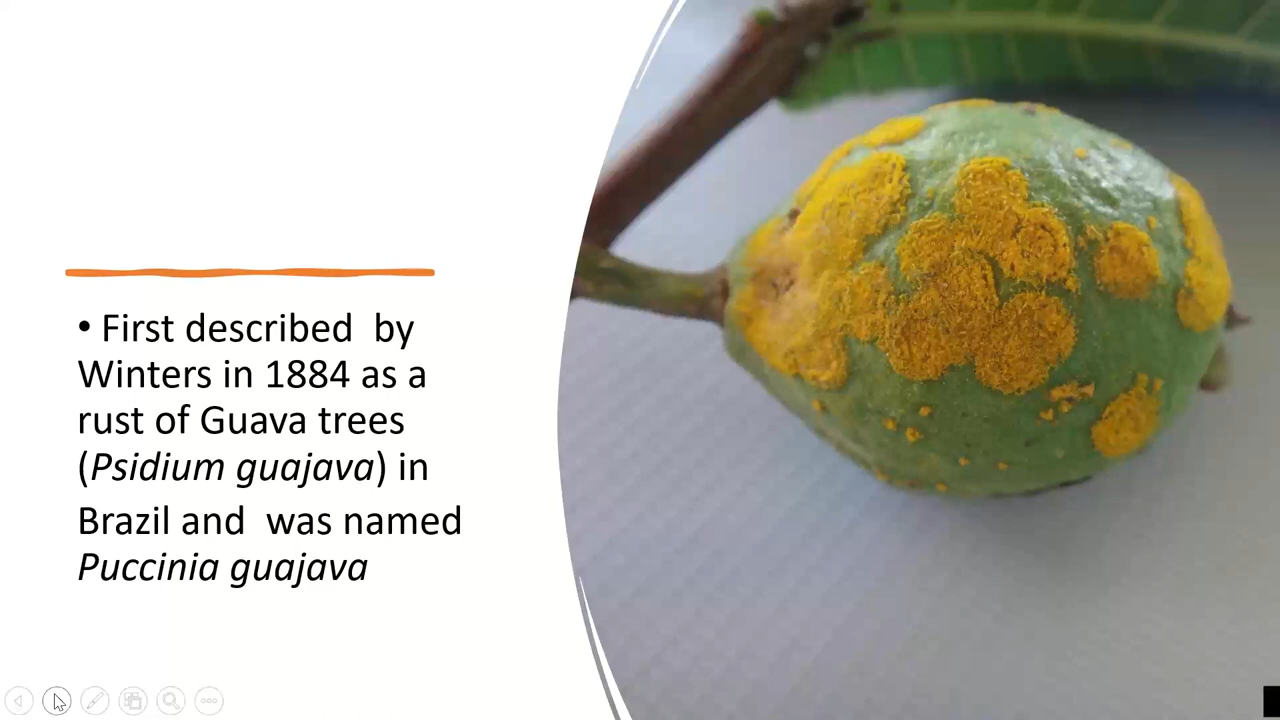 • First described by
Winters in 1884 as a
rust of Guava trees
(Psidium guajava) in
Brazil and was named
Puccinia guajava